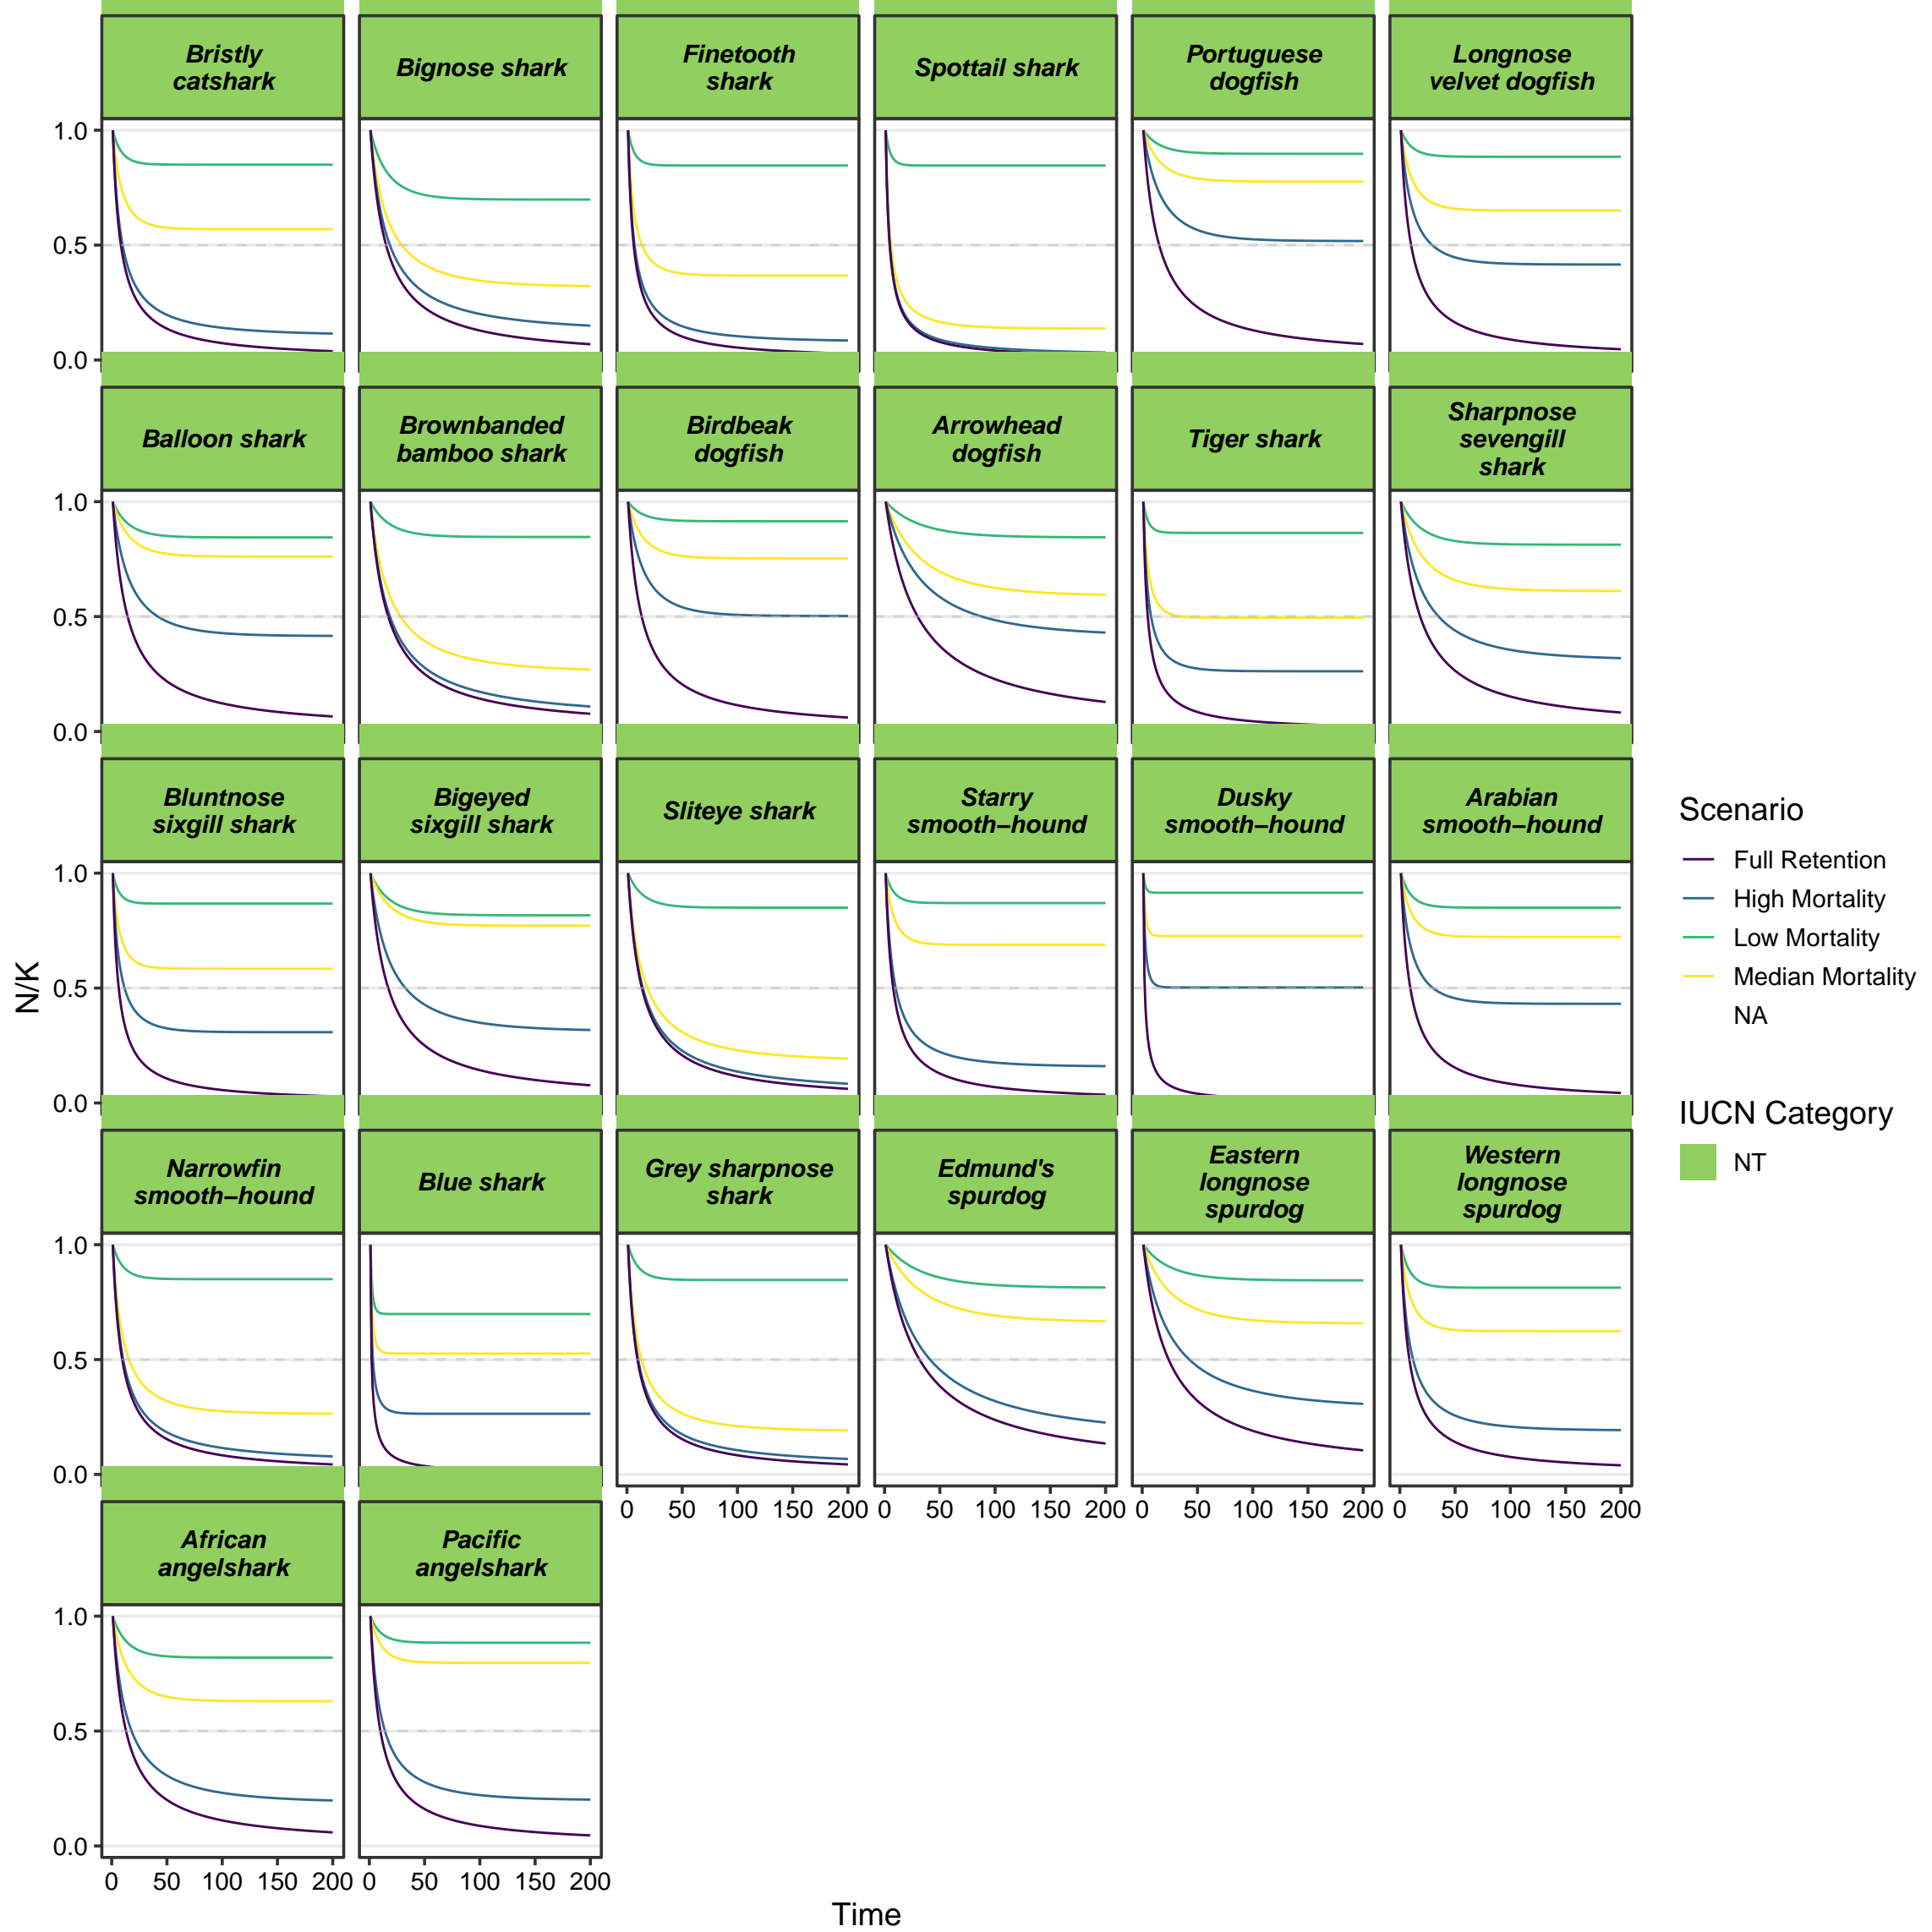 Bristly
catshark
Bignose shark
Finetooth
shark
Spottail shark
Portuguese
dogfish
Longnose
velvet dogfish
1.0
0.5
0.0
Balloon shark
Brownbanded
bamboo shark
Birdbeak
dogfish
Arrowhead
dogfish
Tiger shark
Sharpnose
sevengill
shark
1.0
0.5
0.0
Bluntnose
sixgill shark
Bigeyed
sixgill shark
Sliteye shark
Starry
smooth−hound
Dusky
smooth−hound
Arabian
smooth−hound
1.0
0.5
0.0
Narrowfin
smooth−hound
Blue shark
Grey sharpnose
shark
Edmund's
spurdog
Eastern
longnose
spurdog
Western
longnose
spurdog
1.0
0.5
0.0
0 50 100 150 200
0 50 100 150 200
0 50 100 150 200
0 50 100 150 200
African
angelshark
Pacific
angelshark
1.0
0.5
0.0
0 50 100 150 200
0 50 100 150 200
Time
N/K
Scenario
Full Retention
High Mortality
Low Mortality
Median Mortality
NA
IUCN Category
NT